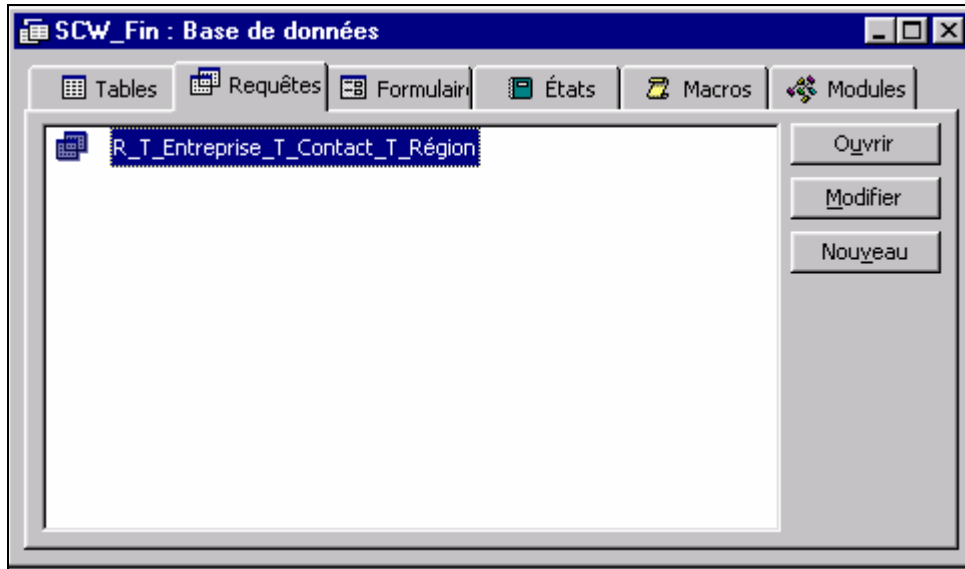 SCW_Fin : Base de données
Tables Requêtes Formulair États Macros Modules
R_T_Entreprise_T_Contact_T_Région
Ouvrir
Modifier
Nouveau